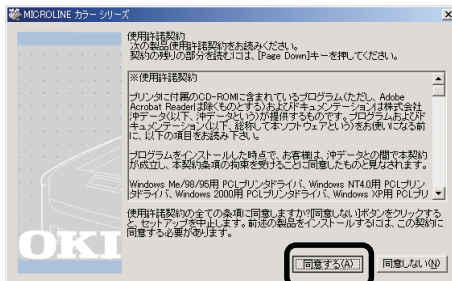 MICROLINE カラー シリーズ
使用許諾契約
次の製品使用許諾契約をお読みください。
契約の残りの部分を読むには、[Page Down]キーを押してください。
※使用許諾契約
プリンタに付属のCD-ROMに含まれているプログラム(ただし、Adobe
Acrobat Readerは除くものとする)およびドキュメンテーションは株式会社
沖データ(以下、沖データという)が提供するものです。プログラムおよびド
キュメンテーション(以下、総称して本ソフトウェアという)をお使いになる前
に、以下の項目をお読み下さい。
プログラムをインストールした時点で、お客様は、沖データとの間で本契約
が成立し、本契約条項の拘束を受けることに同意したものと見なされます。
Windows Me/98/95用 PCLプリンタドライバ、Windows NT4.0用 PCLプリン
タドライバ、Windows 2000用 PCLプリンタドライバ、Windows XP用 PCLプリ
使用許諾契約の全ての条項に同意しますか?[同意しない]ボタンをクリックする
と、セットアップを中止します。前述の製品をインストールするには、この契約に
同意する必要があります。
OKI
同意する(A)
同意しない(N)